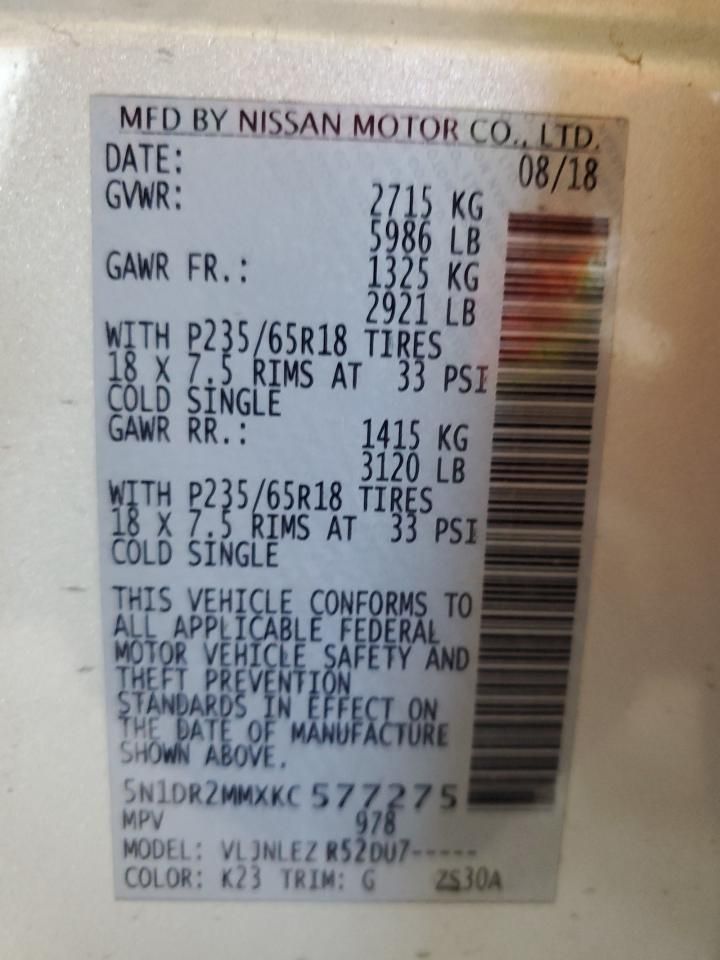 MFD BY NISSAN MOTOR CO., LTD.
DATE: 08/18
GVWR: 2715 KG
5986 LB
GAWR FR.: 1325 KG
2921 LB
WITH P235/65R18 TIRES
18 X 7.5 RIMS AT 33 PSI
COLD SINGLE
GAWR RR.: 1415 KG
3120 LB
WITH P235/65R18 TIRES
18 X 7.5 RIMS AT 33 PSI
COLD SINGLE
THIS VEHICLE CONFORMS TO
ALL APPLICABLE FEDERAL
MOTOR VEHICLE SAFETY AND
THEFT PREVENTION
STANDARDS IN EFFECT ON
THE DATE OF MANUFACTURE
SHOWN ABOVE.
5N1DR2MMXKC577275
MPV 978
MODEL: VLJNLEZ R52DU7-----
COLOR: K23 TRIM: G ZS30A